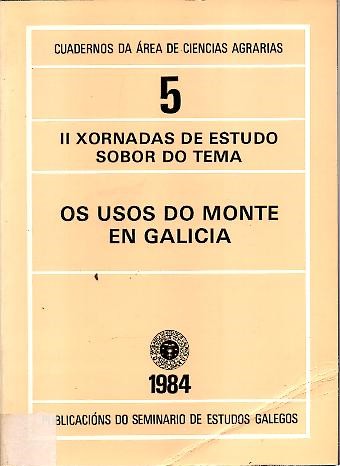 CUADERNOS DA ÁREA DE CIENCIAS AGRARIAS
5
II XORNADAS DE ESTUDO
SOBOR DO TEMA
OS USOS DO MONTE
EN GALICIA
1984
PUBLICACIÓNS DO SEMINARIO DE ESTUDOS GALEGOS